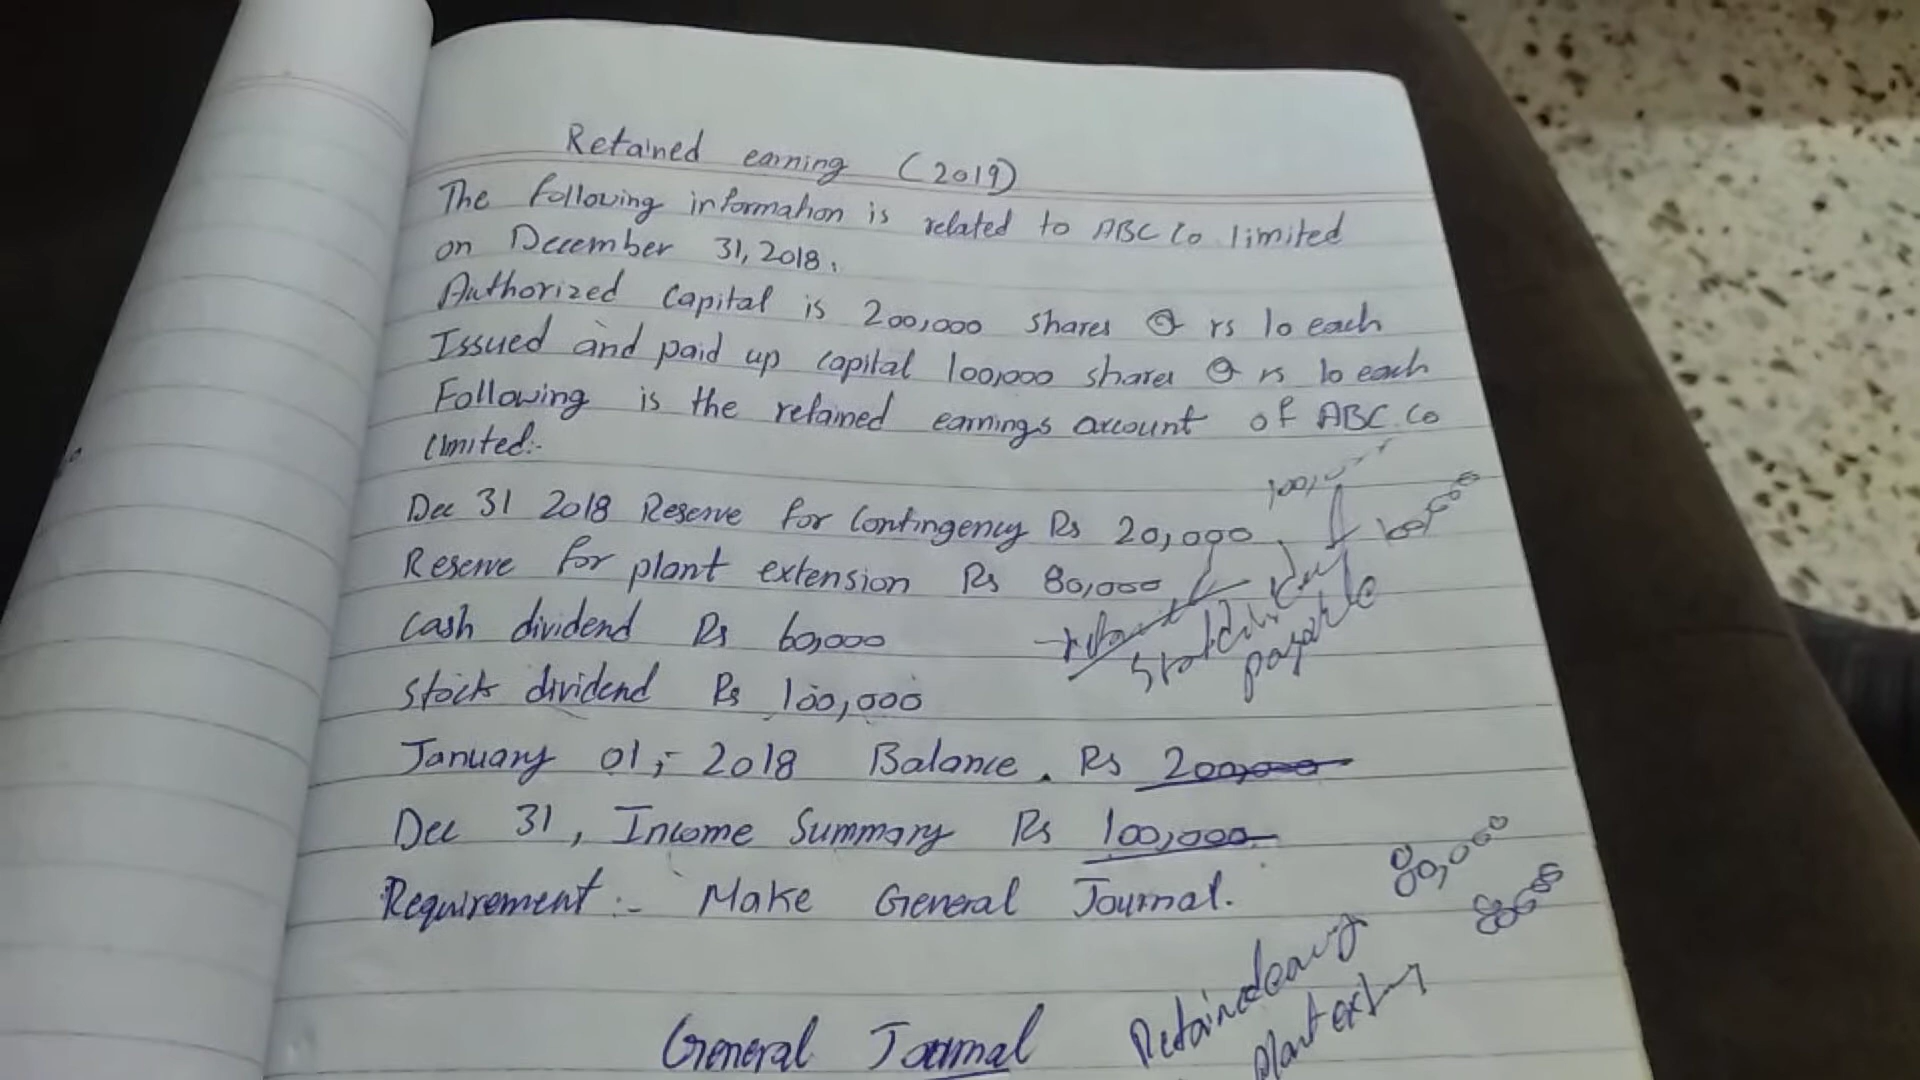 Retained earning (2019)
The following information is related to ABC Co limited
on December 31, 2018.
Authorized Capital is 200,000 shares @ rs 10 each
Issued and paid up capital 100,000 shares @ rs 10 each
Following is the retained earnings account of ABC Co
limited:-
Dec 31 2018 Reserve for Contingency Rs 20,000
Reserve for plant extension Rs 80,000
Cash dividend Rs 60,000
Stock dividend Rs 100,000
January 01, - 2018 Balance. Rs 200,000
Dec 31, Income Summary Rs 100,000
Requirement :- Make General Journal.
80,000
General Journal